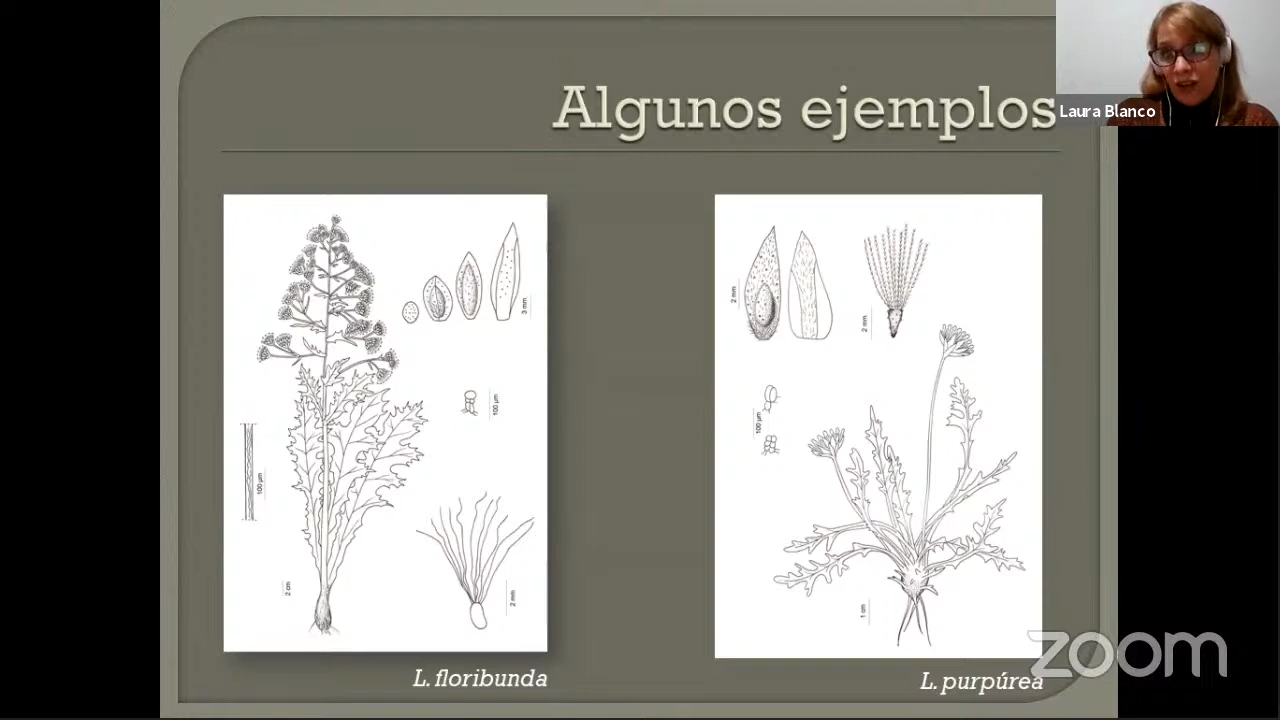 Algunos ejemplos
Laura Blanco
3 mm
100 µm
100 µm
2 cm
2 mm
L. floribunda
2 mm
2 mm
100 µm
1 cm
L. purpúrea
zoom